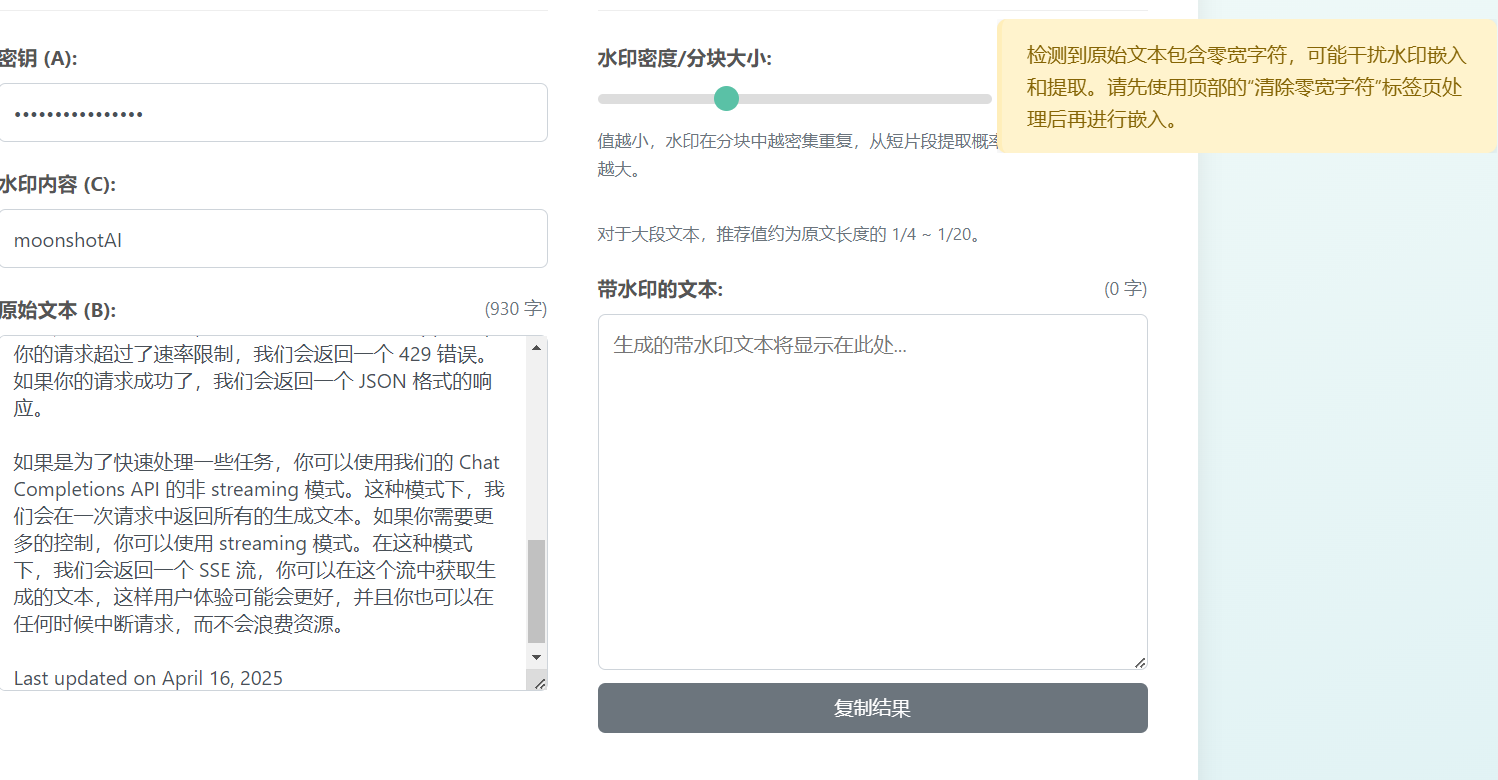 密钥 (A):
••••••••••••••••
水印内容 (C):
moonshotAI
原始文本 (B):
(930 字)
你的请求超过了速率限制，我们会返回一个 429 错误。
如果你的请求成功了，我们会返回一个 JSON 格式的响
应。
如果是为了快速处理一些任务，你可以使用我们的 Chat
Completions API 的非 streaming 模式。这种模式下，我
们会在一次请求中返回所有的生成文本。如果你需要更
多的控制，你可以使用 streaming 模式。在这种模式
下，我们会返回一个 SSE 流，你可以在这个流中获取生
成的文本，这样用户体验可能会更好，并且你也可以在
任何时候中断请求，而不会浪费资源。
Last updated on April 16, 2025
水印密度/分块大小:
值越小，水印在分块中越密集重复，从短片段提取概率
越大。
对于大段文本，推荐值约为原文长度的 1/4 ~ 1/20。
带水印的文本:
(0 字)
生成的带水印文本将显示在此处...
复制结果
检测到原始文本包含零宽字符，可能干扰水印嵌入
和提取。请先使用顶部的“清除零宽字符”标签页处
理后再进行嵌入。